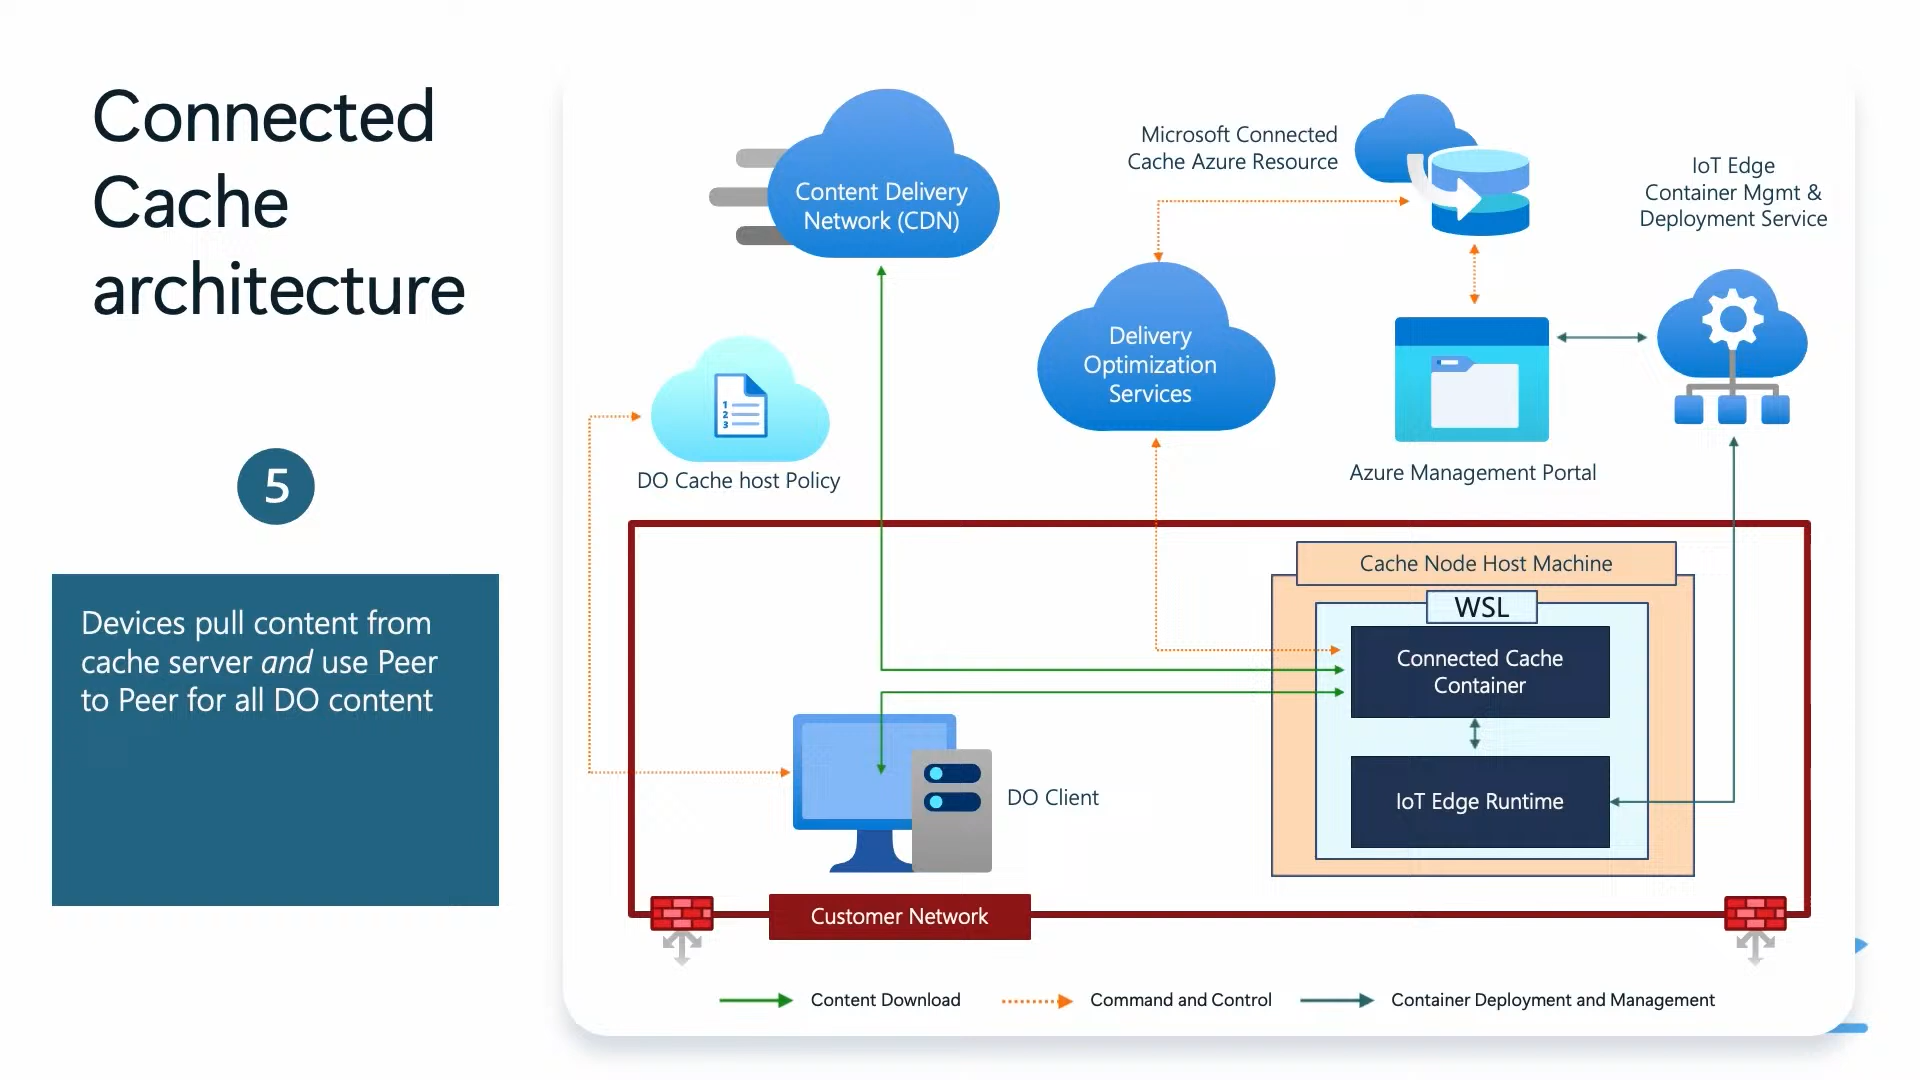 Connected
Cache
architecture
5
Devices pull content from
cache server and use Peer
to Peer for all DO content
Content Delivery
Network (CDN)
Microsoft Connected
Cache Azure Resource
IoT Edge
Container Mgmt &
Deployment Service
Delivery
Optimization
Services
1
2
3
DO Cache host Policy
Azure Management Portal
Cache Node Host Machine
WSL
Connected Cache
Container
IoT Edge Runtime
DO Client
Customer Network
Content Download
Command and Control
Container Deployment and Management